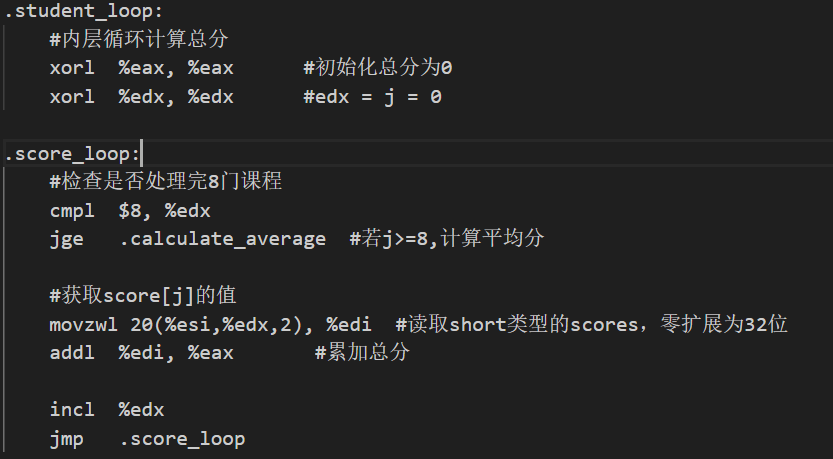 .student_loop:
#内层循环计算总分
xorl %eax, %eax #初始化总分为0
xorl %edx, %edx #edx = j = 0
.score_loop:
#检查是否处理完8门课程
cmpl $8, %edx
jge .calculate_average #若j>=8,计算平均分
#获取score[j]的值
movzwl 20(%esi,%edx,2), %edi #读取short类型的scores，零扩展为32位
addl %edi, %eax #累加总分
incl %edx
jmp .score_loop